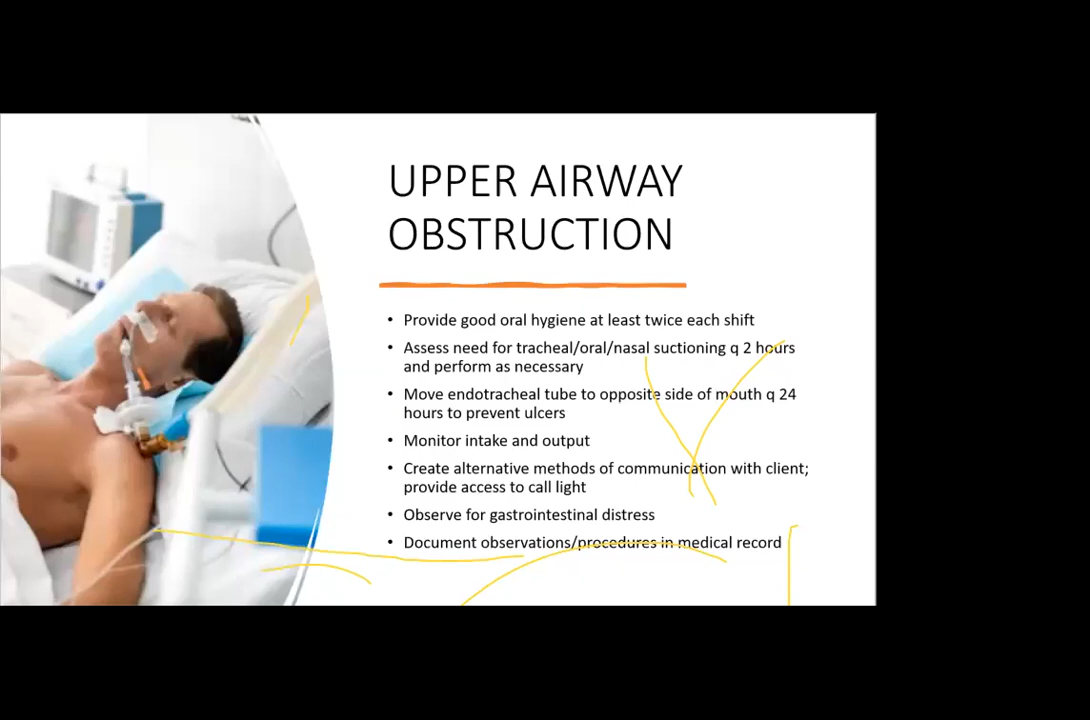 UPPER AIRWAY
OBSTRUCTION
• Provide good oral hygiene at least twice each shift
• Assess need for tracheal/oral/nasal suctioning q 2 hours
and perform as necessary
• Move endotracheal tube to opposite side of mouth q 24
hours to prevent ulcers
• Monitor intake and output
• Create alternative methods of communication with client;
provide access to call light
• Observe for gastrointestinal distress
• Document observations/procedures in medical record